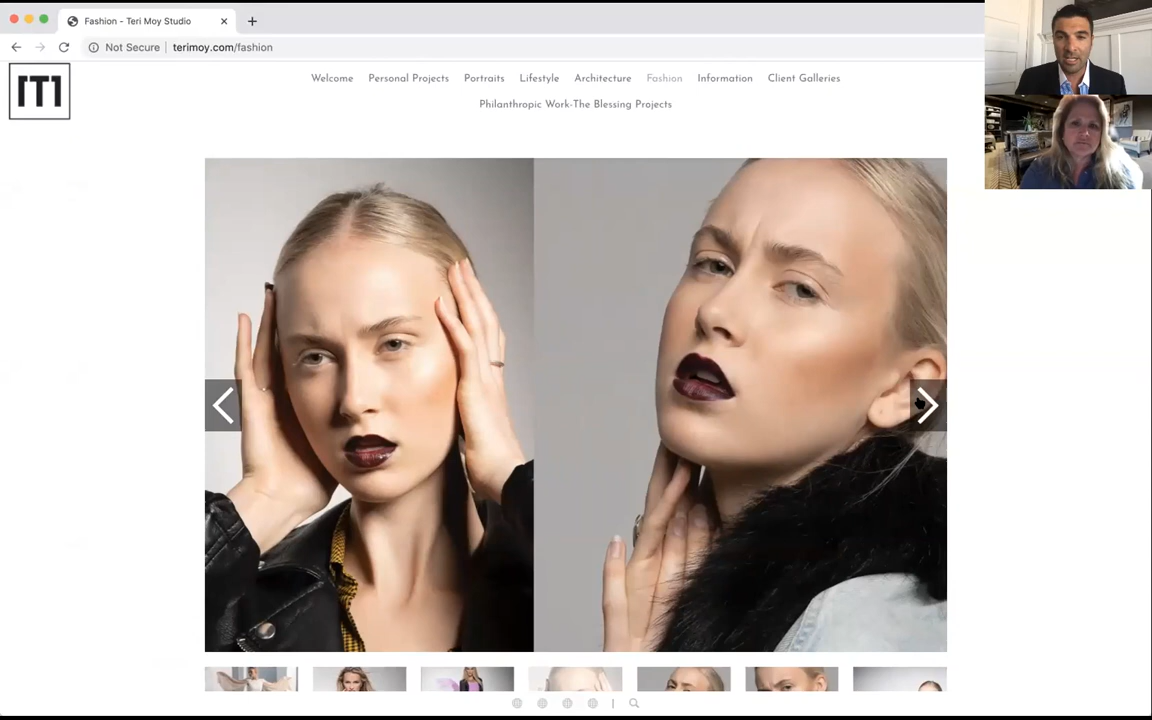 Fashion - Teri Moy Studio
Not Secure | terimoy.com/fashion
Welcome Personal Projects Portraits Lifestyle Architecture Fashion Information Client Galleries
Philanthropic Work-The Blessing Projects